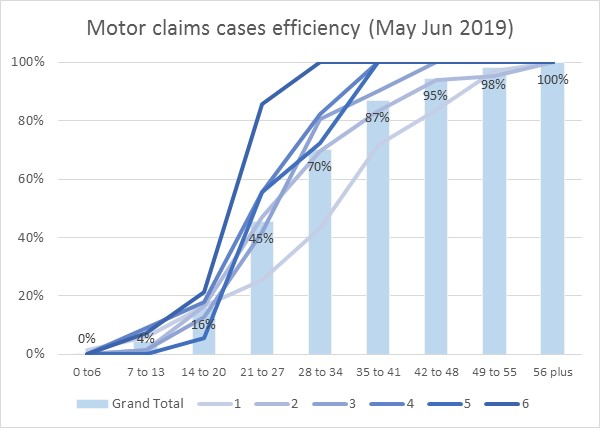 Motor claims cases efficiency (May Jun 2019)
100%
80%
60%
40%
20%
0%
0% 4% 16% 45% 70% 87% 95% 98% 100%
0 to6 7 to 13 14 to 20 21 to 27 28 to 34 35 to 41 42 to 48 49 to 55 56 plus
Grand Total 1 2 3 4 5 6